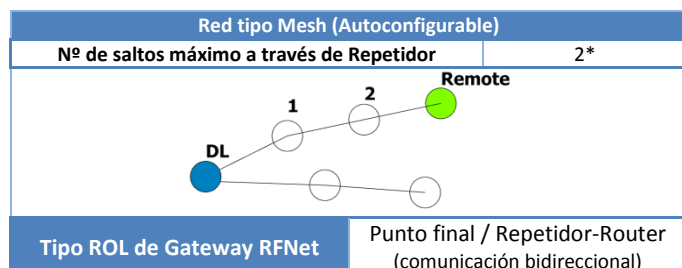 Red tipo Mesh (Autoconfigurable)
Nº de saltos máximo a través de Repetidor 2*
Remote
2
1
DL
Tipo ROL de Gateway RFNet Punto final / Repetidor-Router
(comunicación bidireccional)